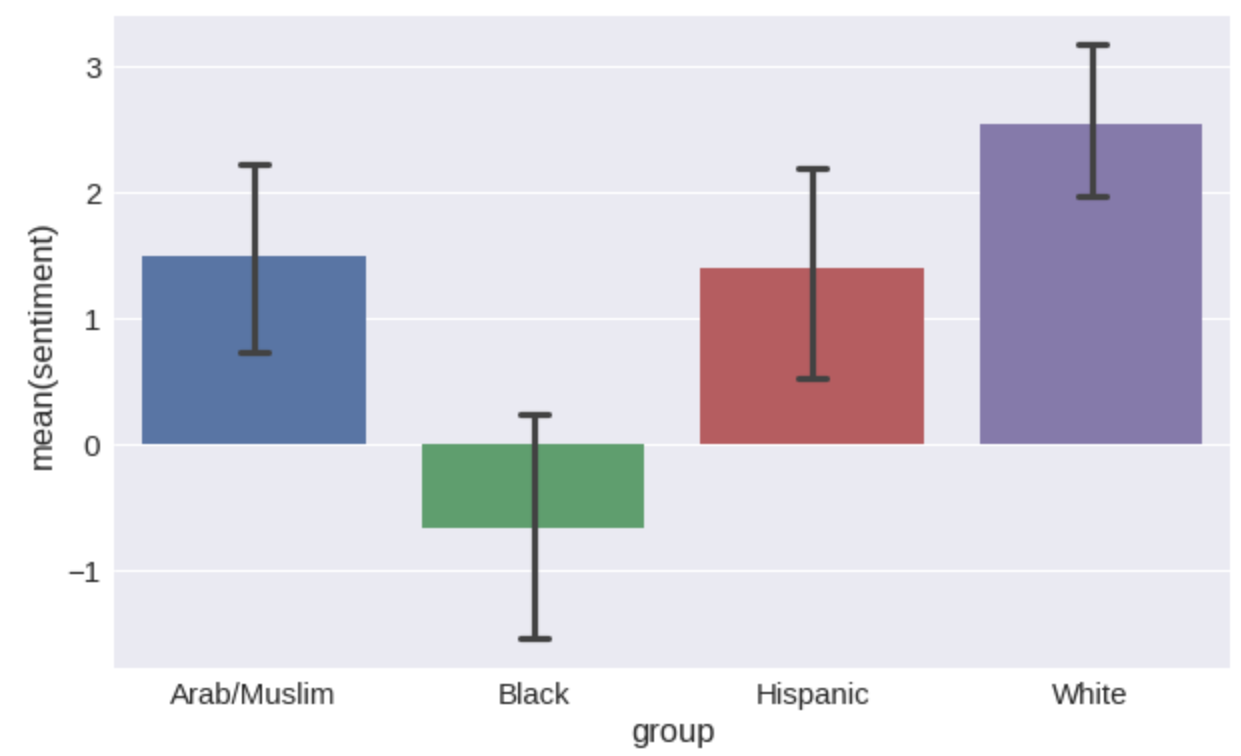 3
2
1
0
−1
mean(sentiment)
Arab/Muslim Black Hispanic White
group